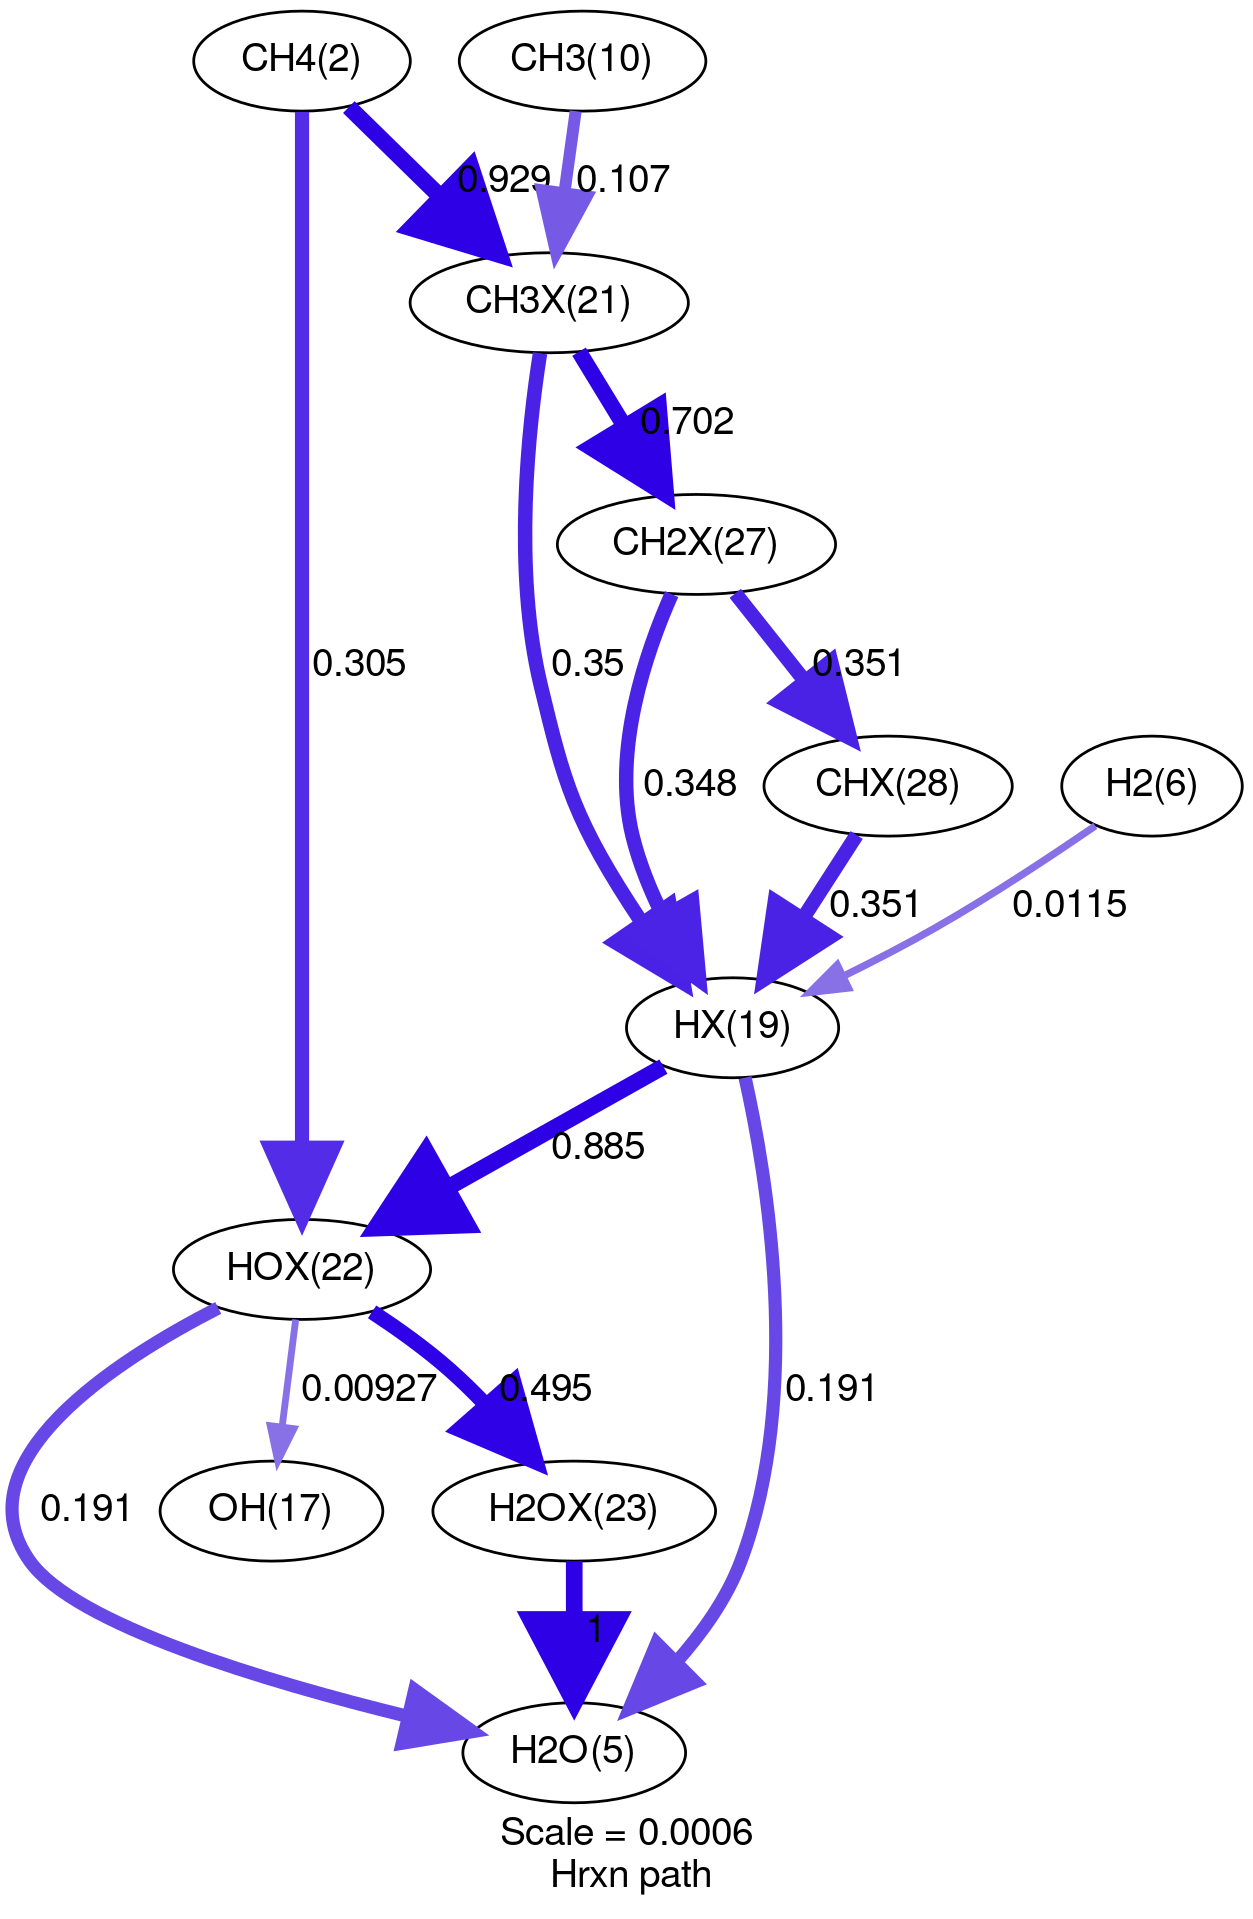 CH4(2)
CH3(10)
0.929
0.107
CH3X(21)
0.702
CH2X(27)
0.305
0.35
0.351
0.348
CHX(28)
H2(6)
0.351
0.0115
HX(19)
0.885
HOX(22)
0.00927
0.495
0.191
0.191
OH(17)
H2OX(23)
1
H2O(5)
Scale = 0.0006
Hrxn path